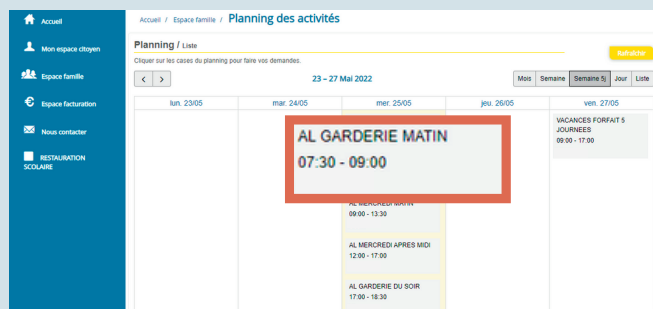 Accueil
Mon espace citoyen
Espace famille
Espace facturation
Nous contacter
RESTAURATION
SCOLAIRE
Accueil / Espace famille / Planning des activités
Planning / Liste
Rafraîchir
Cliquer sur les cases du planning pour faire vos demandes.
23 – 27 Mai 2022
Mois Semaine Semaine 5j Jour Liste
lun. 23/05 mar. 24/05 mer. 25/05 jeu. 26/05 ven. 27/05
AL GARDERIE MATIN
07:30 - 09:00
AL MERCREDI MATIN
09:00 - 13:30
AL MERCREDI APRES MIDI
12:00 - 17:00
AL GARDERIE DU SOIR
17:00 - 18:30
VACANCES FORFAIT 5
JOURNEES
09:00 - 17:00